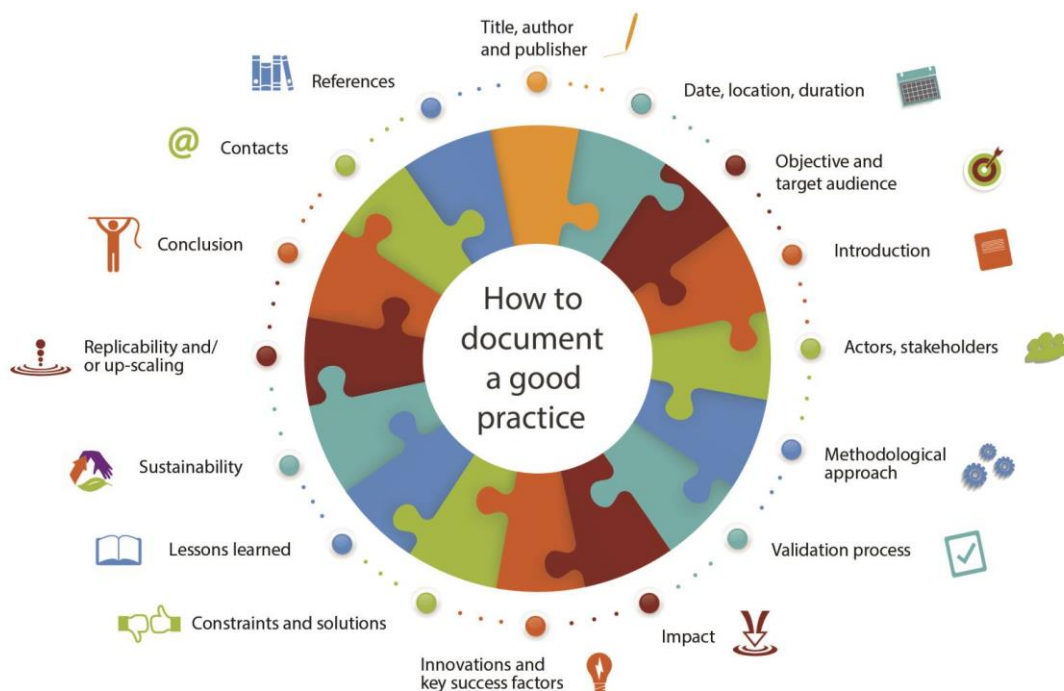 Title, author
and publisher
Date, location, duration
Objective and
target audience
Introduction
Actors, stakeholders
Methodological
approach
Validation process
Impact
Innovations and
key success factors
Constraints and solutions
Lessons learned
Sustainability
Replicability and/
or up-scaling
Conclusion
@
Contacts
References
How to
document
a good
practice